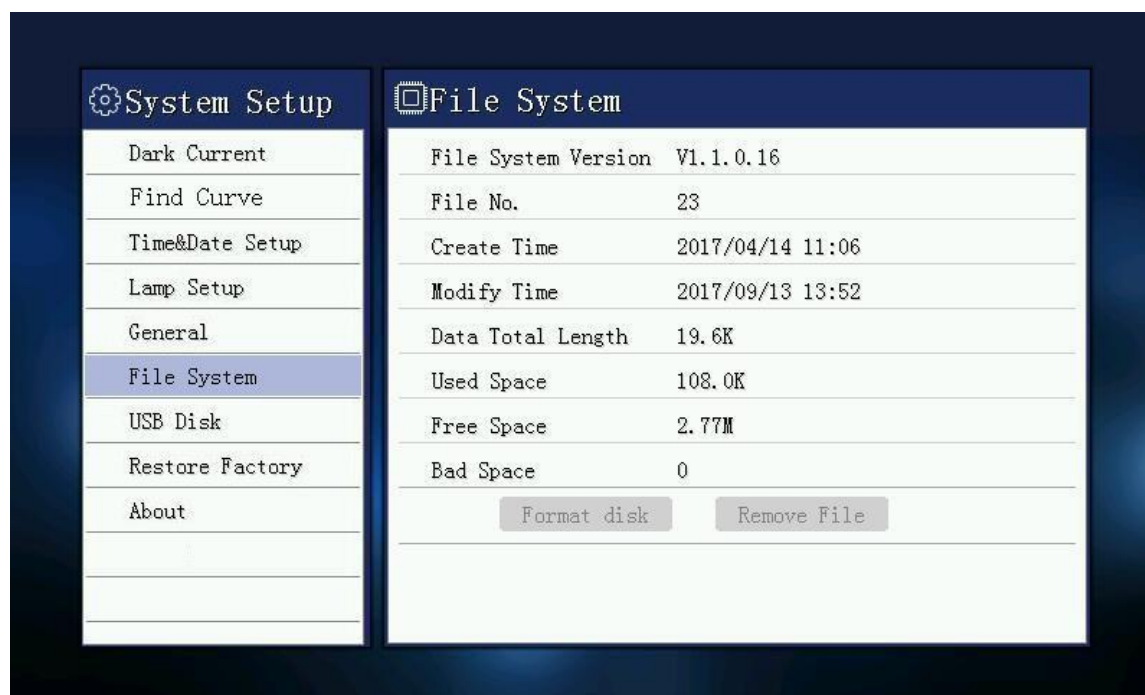 System Setup
Dark Current
Find Curve
Time&Date Setup
Lamp Setup
General
File System
USB Disk
Restore Factory
About
File System
File System Version V1.1.0.16
File No. 23
Create Time 2017/04/14 11:06
Modify Time 2017/09/13 13:52
Data Total Length 19.6K
Used Space 108.0K
Free Space 2.77M
Bad Space 0
Format disk Remove File